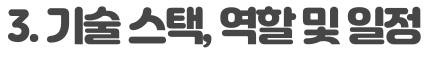 3. 기술 스택, 역할 및 일정